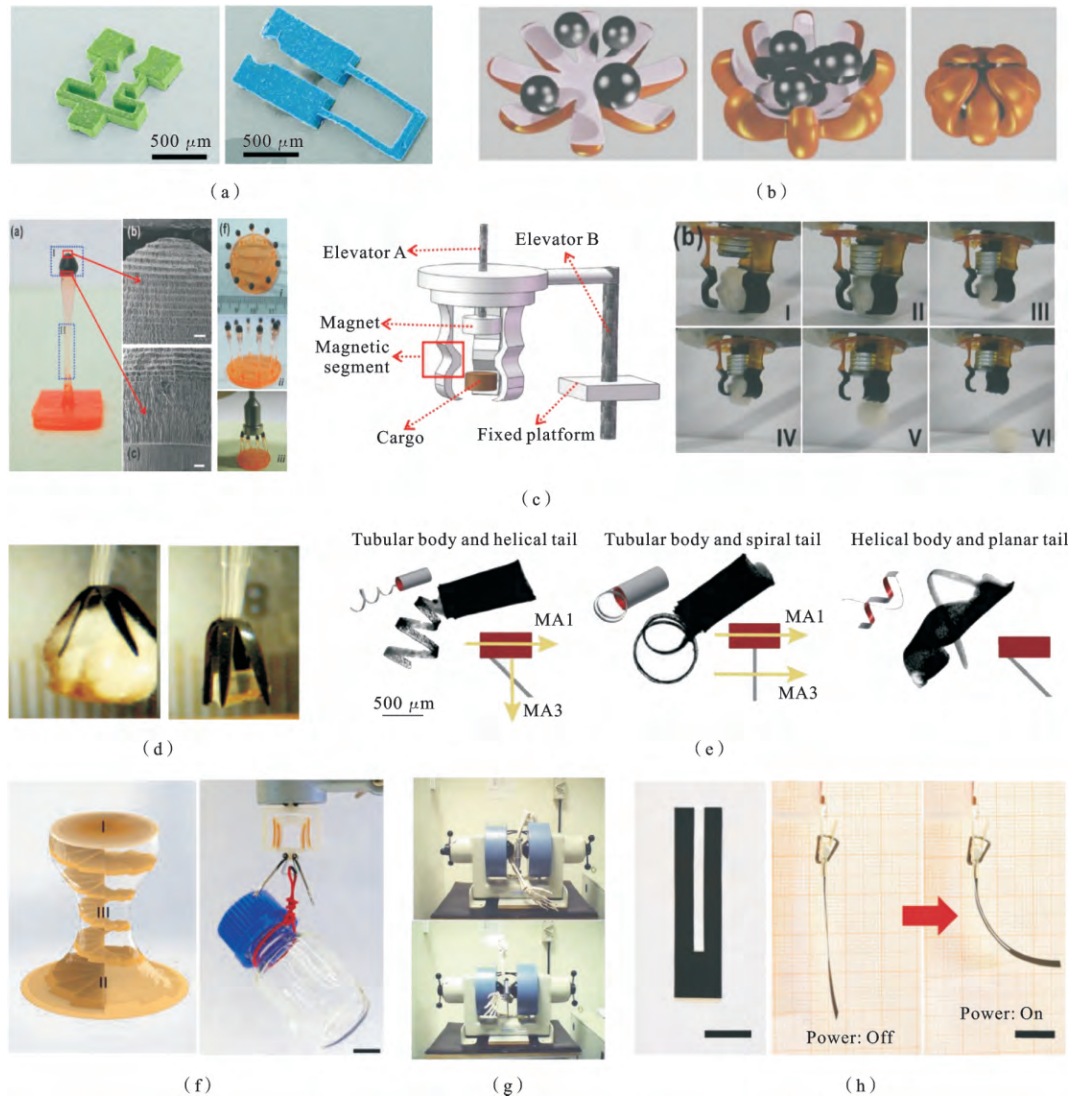 500 μm
500 μm
(a)
(b)
(a)
(b)
(c)
(f)
i
ii
iii
Elevator A
Elevator B
Magnet
Magnetic
segment
Cargo
Fixed platform
(b)
I
II
III
IV
V
VI
(c)
(d)
Tubular body and helical tail
Tubular body and spiral tail
Helical body and planar tail
MA1
MA3
500 μm
MA1
MA3
(e)
I
III
II
(f)
(g)
Power: Off
Power: On
(h)